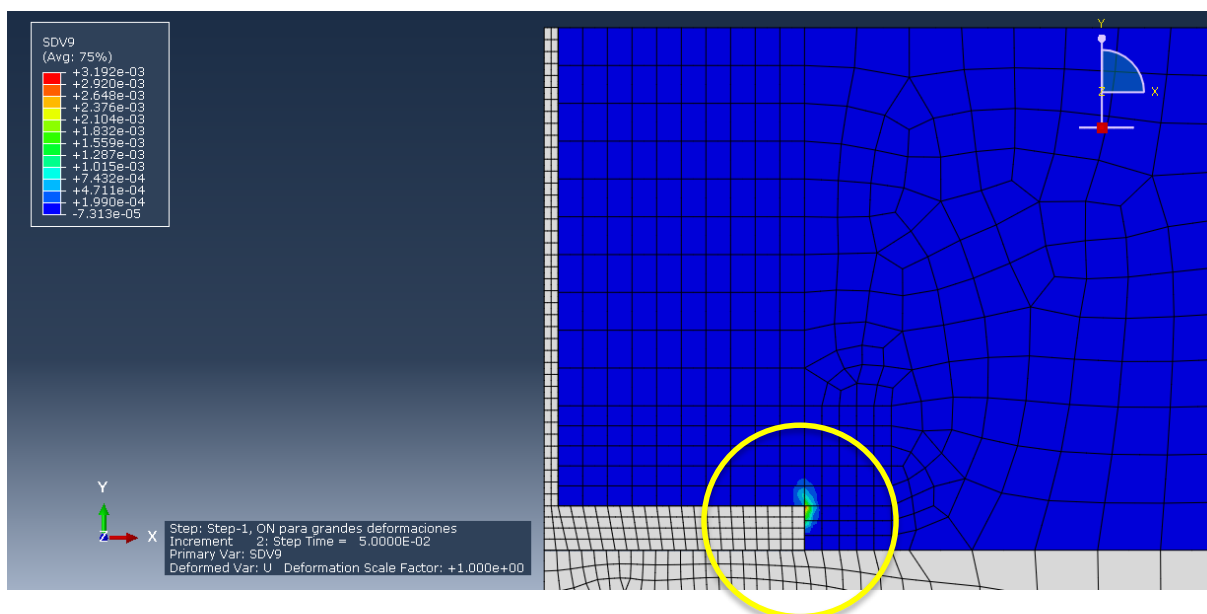 SDV9
(Avg: 75%)
+3.192e-03
+2.920e-03
+2.648e-03
+2.376e-03
+2.104e-03
+1.832e-03
+1.559e-03
+1.287e-03
+1.015e-03
+7.432e-04
+4.711e-04
+1.990e-04
-7.313e-05
Y
Z
X
Y
Z
X
Step: Step-1, ON para grandes deformaciones
Increment 2: Step Time = 5.0000E-02
Primary Var: SDV9
Deformed Var: U Deformation Scale Factor: +1.000e+00